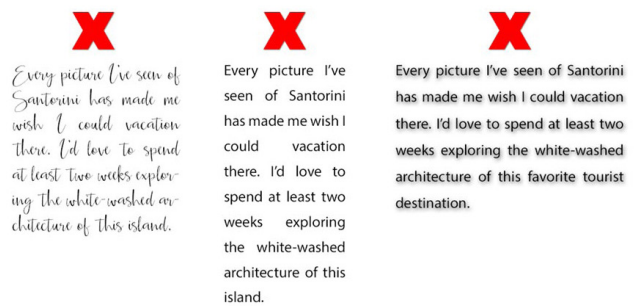 Every picture I've seen of
Santorini has made me
wish I could vacation
there. I'd love to spend
at least two weeks explor-
ing the white-washed ar-
chitecture of this island.
Every picture I've
seen of Santorini
has made me wish I
could vacation
there. I'd love to
spend at least two
weeks exploring
the white-washed
architecture of this
island.
Every picture I've seen of Santorini
has made me wish I could vacation
there. I'd love to spend at least two
weeks exploring the white-washed
architecture of this favorite tourist
destination.